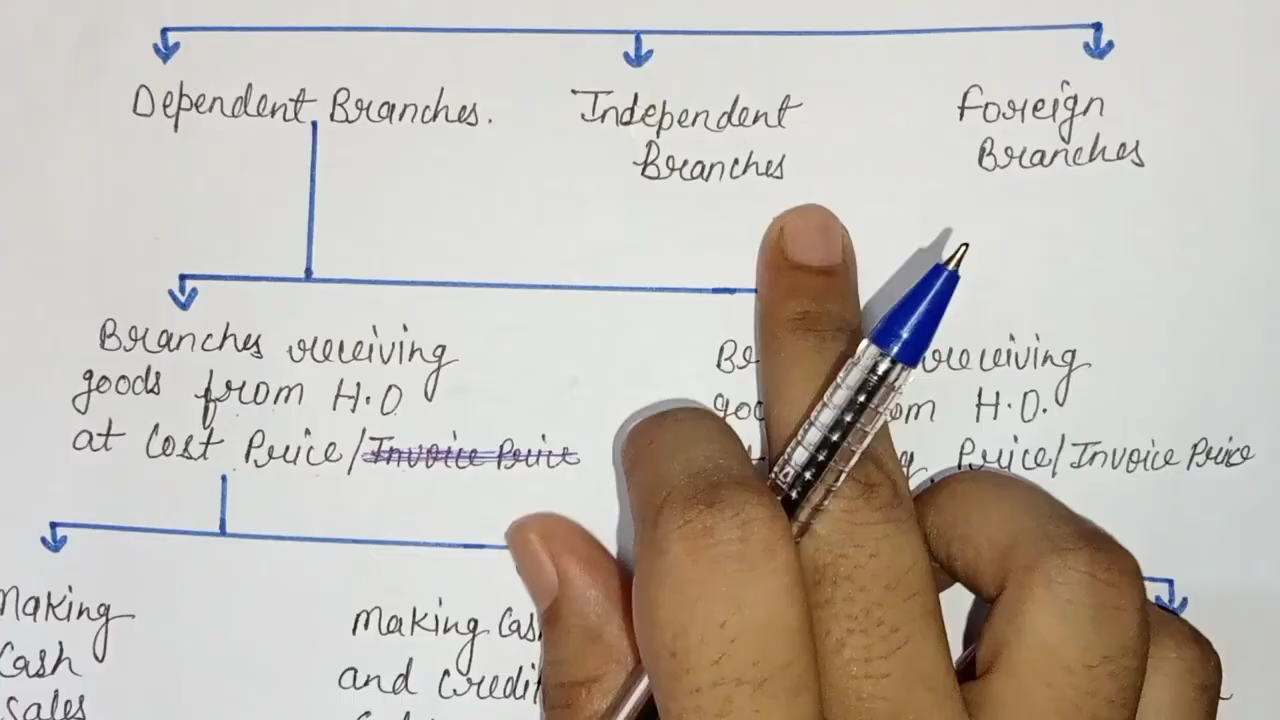 Dependent Branches.
Independent
Branches
Foreign
Branches
Branches receiving
goods from H.O
at Cost Price/Invoice Price
receiving
H.O.
Price/Invoice Price
Making
Cash
Sales
Making
and Credit